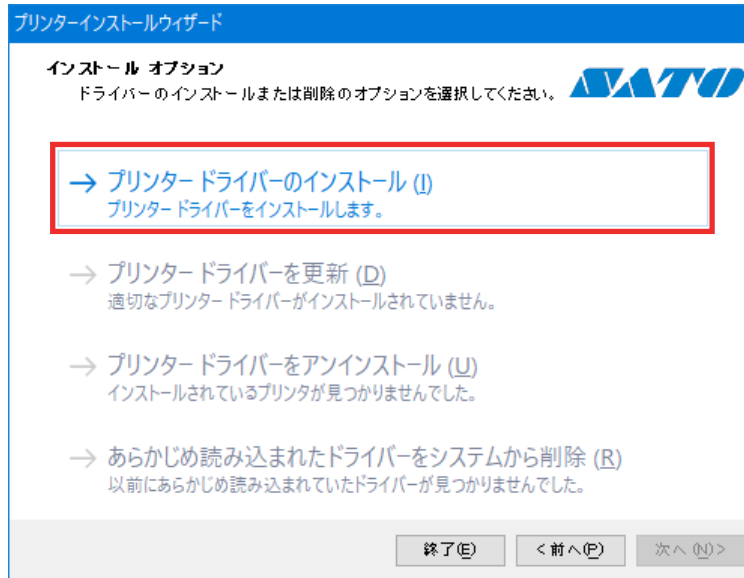 プリンターインストールウィザード
インストール オプション
ドライバーのインストールまたは削除のオプションを選択してください。
SATO
→ プリンタードライバーのインストール (I)
プリンタードライバーをインストールします。
→ プリンタードライバーを更新 (D)
適切なプリンタードライバーがインストールされていません。
→ プリンタードライバーをアンインストール (U)
インストールされているプリンタが見つかりませんでした。
→ あらかじめ読み込まれたドライバーをシステムから削除 (R)
以前にあらかじめ読み込まれていたドライバーが見つかりませんでした。
終了(E) <前へ(P) 次へ(N)>